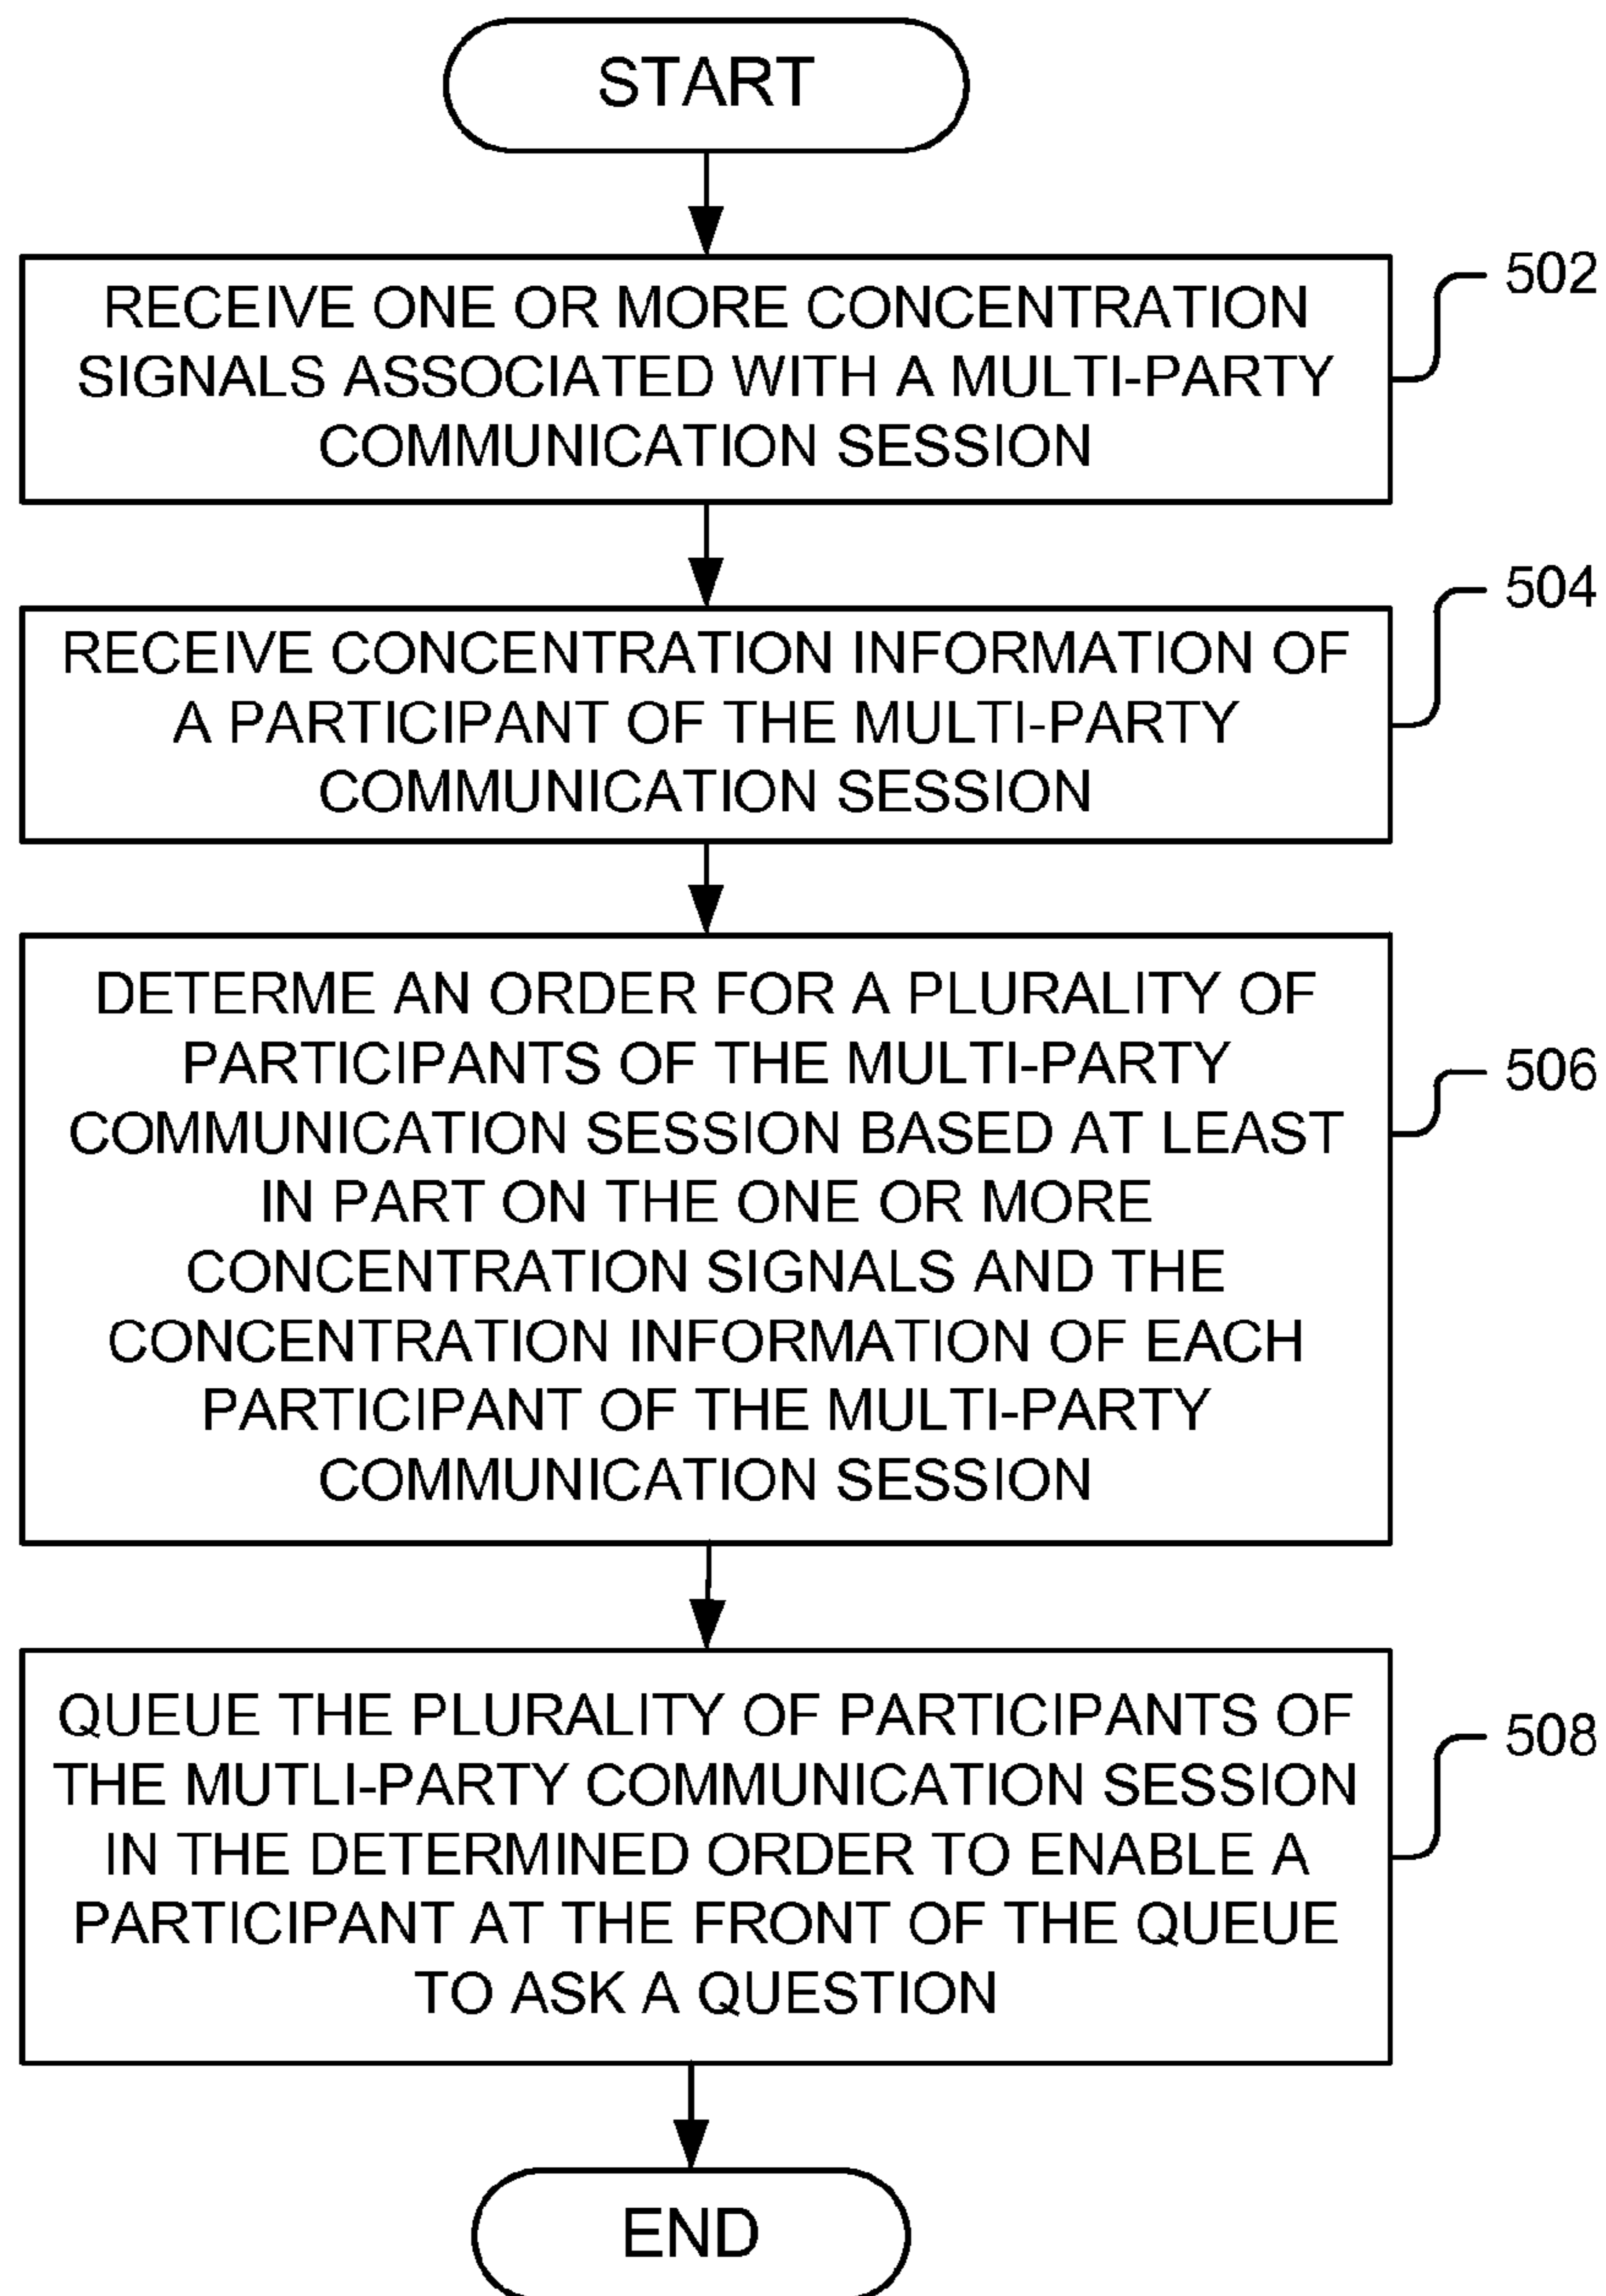 START
RECEIVE ONE OR MORE CONCENTRATION
SIGNALS ASSOCIATED WITH A MULTI-PARTY
COMMUNICATION SESSION
502
RECEIVE CONCENTRATION INFORMATION OF
A PARTICIPANT OF THE MULTI-PARTY
COMMUNICATION SESSION
504
DETERME AN ORDER FOR A PLURALITY OF
PARTICIPANTS OF THE MULTI-PARTY
COMMUNICATION SESSION BASED AT LEAST
IN PART ON THE ONE OR MORE
CONCENTRATION SIGNALS AND THE
CONCENTRATION INFORMATION OF EACH
PARTICIPANT OF THE MULTI-PARTY
COMMUNICATION SESSION
506
QUEUE THE PLURALITY OF PARTICIPANTS OF
THE MUTLI-PARTY COMMUNICATION SESSION
IN THE DETERMINED ORDER TO ENABLE A
PARTICIPANT AT THE FRONT OF THE QUEUE
TO ASK A QUESTION
508
END